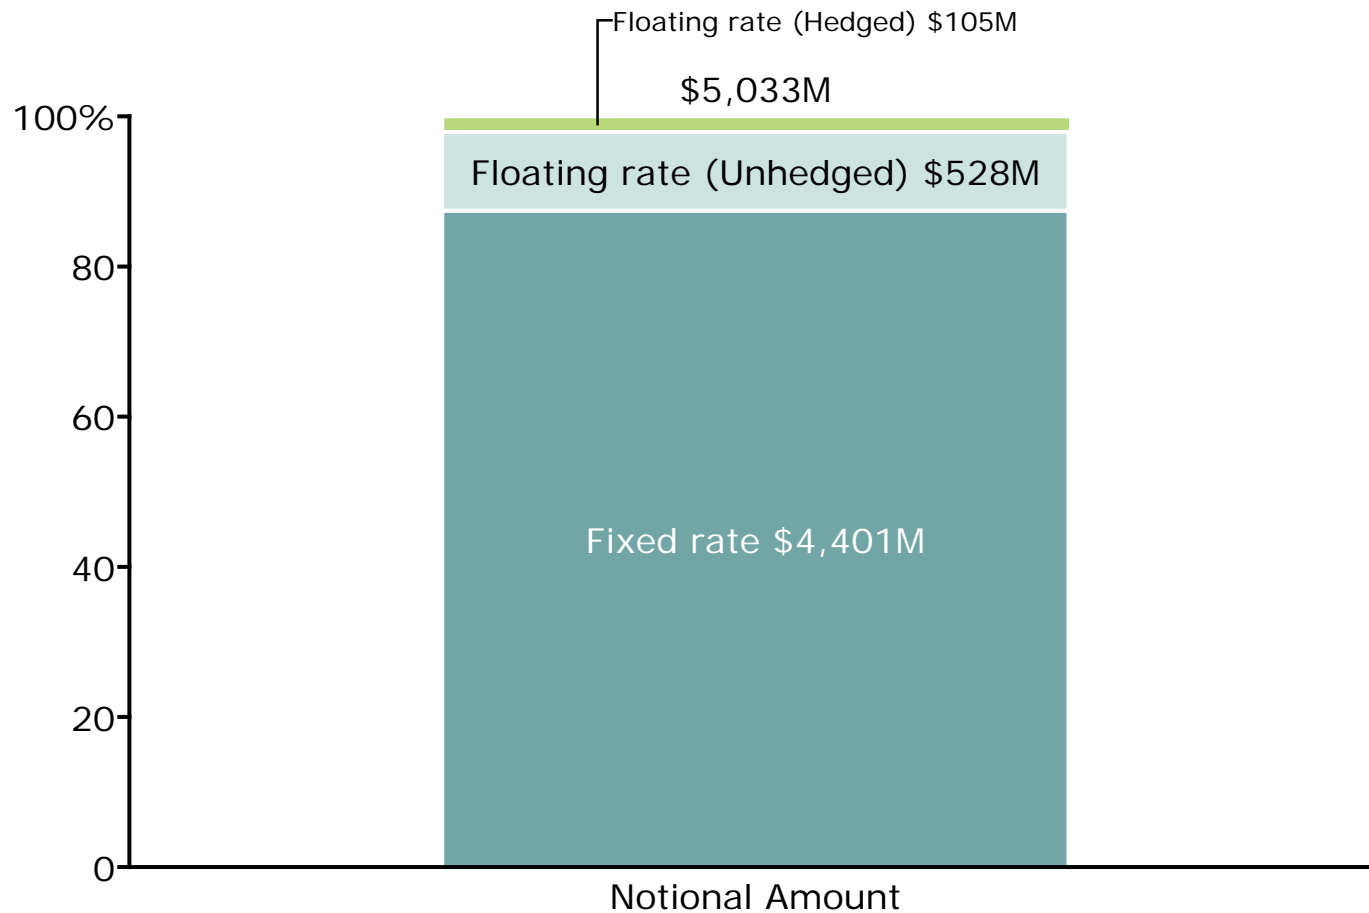 Floating rate (Hedged) $105M
$5,033M
100%
Floating rate (Unhedged) $528M
80
60
Fixed rate $4,401M
40
20
0
Notional Amount